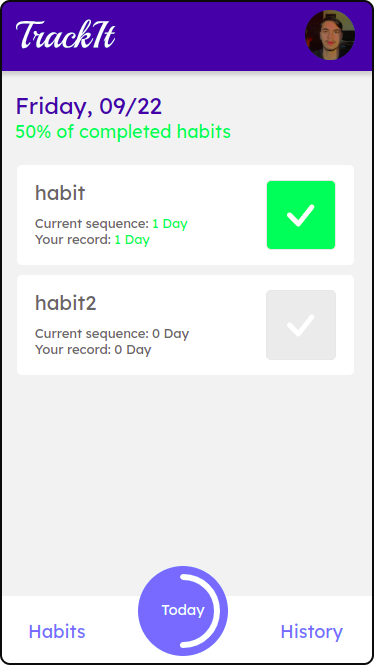 TrackIt
Friday, 09/22
50% of completed habits
habit
Current sequence: 1 Day
Your record: 1 Day
habit2
Current sequence: 0 Day
Your record: 0 Day
Habits
Today
History